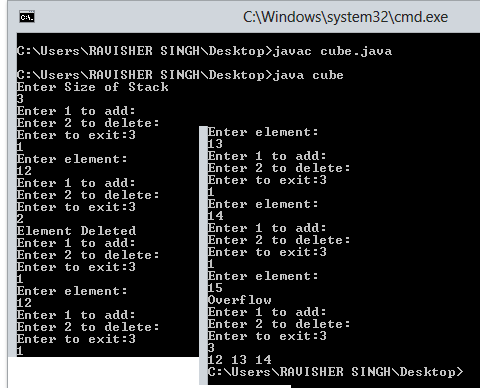 C:\Windows\system32\cmd.exe
C:\Users\RAVISHER SINGH\Desktop>javac cube.java
C:\Users\RAVISHER SINGH\Desktop>java cube
Enter Size of Stack
3
Enter 1 to add:
Enter 2 to delete:
Enter to exit:3
1
Enter element:
12
Enter 1 to add:
Enter 2 to delete:
Enter to exit:3
2
Element Deleted
Enter 1 to add:
Enter 2 to delete:
Enter to exit:3
1
Enter element:
12
Enter 1 to add:
Enter 2 to delete:
Enter to exit:3
1
Enter element:
13
Enter 1 to add:
Enter 2 to delete:
Enter to exit:3
1
Enter element:
14
Enter 1 to add:
Enter 2 to delete:
Enter to exit:3
1
Enter element:
15
Overflow
Enter 1 to add:
Enter 2 to delete:
Enter to exit:3
3
12 13 14
C:\Users\RAVISHER SINGH\Desktop>